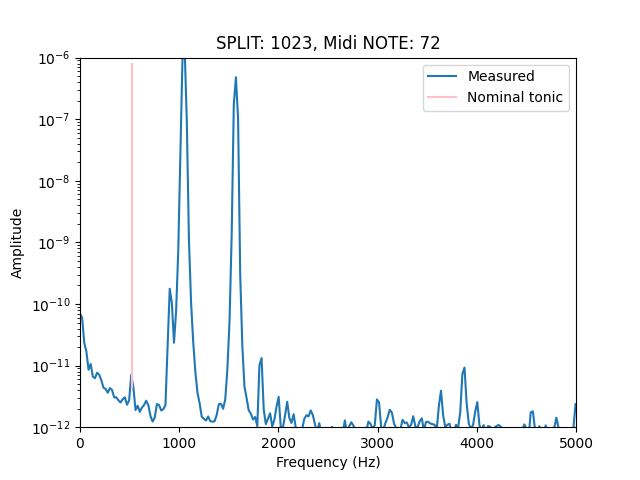 SPLIT: 1023, Midi NOTE: 72
Measured
Nominal tonic
Amplitude
10⁻⁶
10⁻⁷
10⁻⁸
10⁻⁹
10⁻¹⁰
10⁻¹¹
10⁻¹²
0 1000 2000 3000 4000 5000
Frequency (Hz)